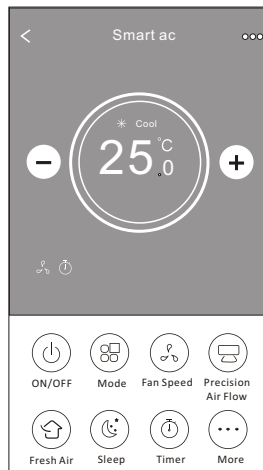 Smart ac
Cool
25.0°C
ON/OFF
Mode
Fan Speed
Precision
Air Flow
Fresh Air
Sleep
Timer
More